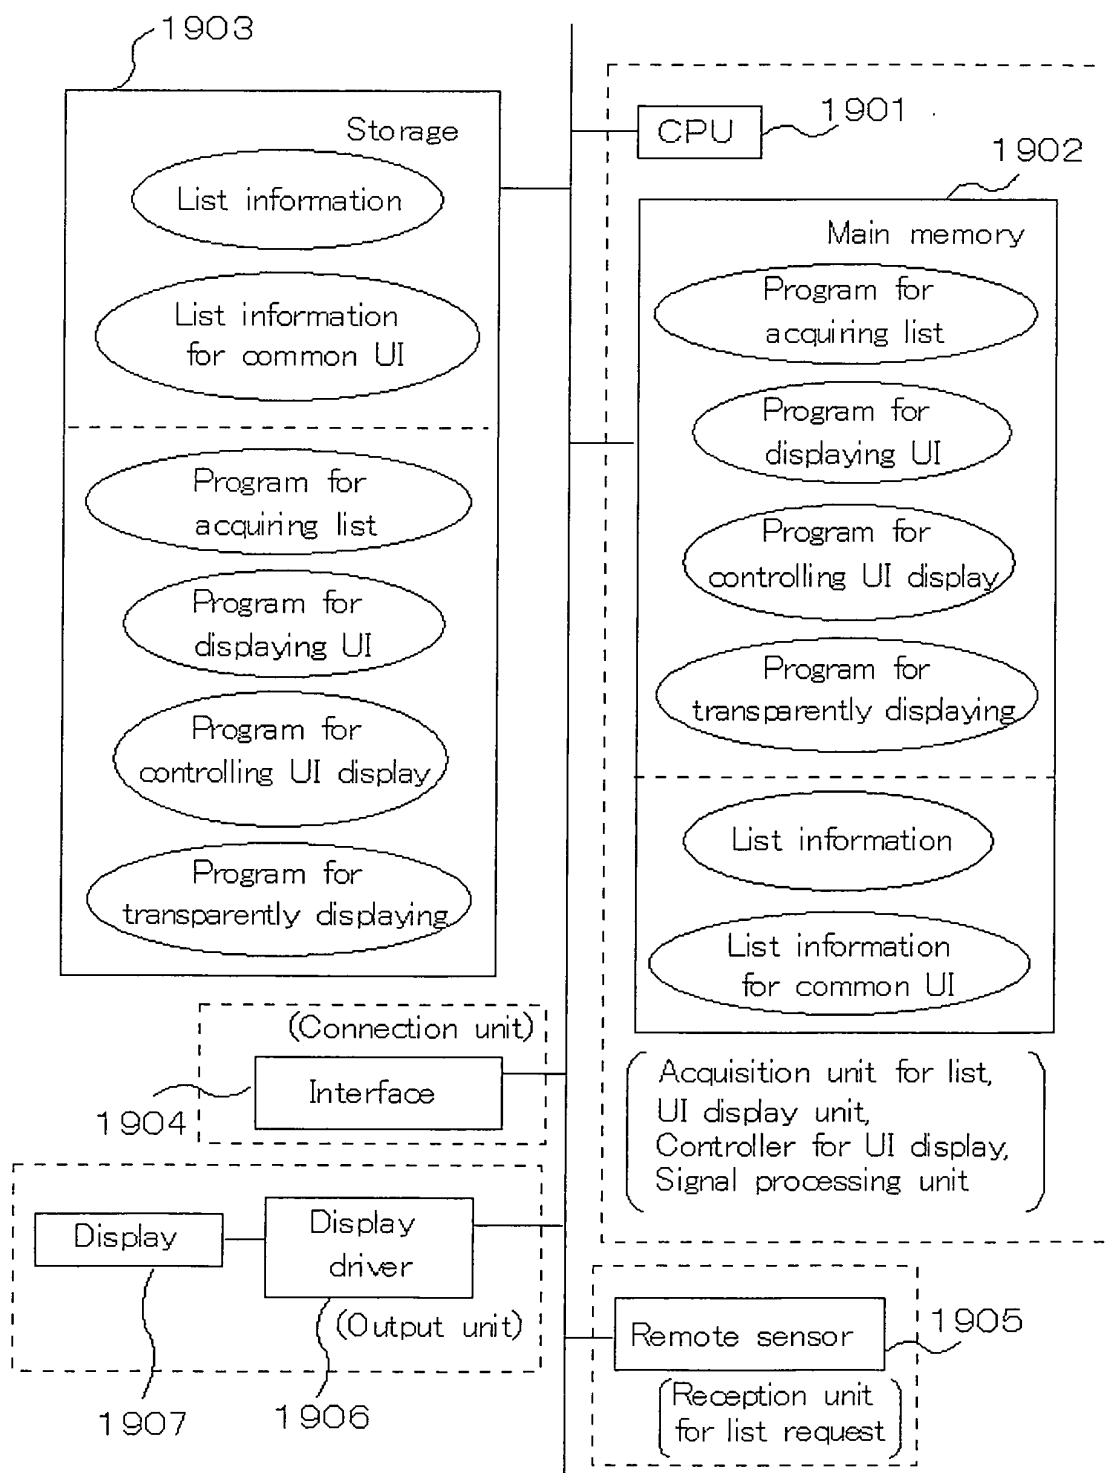 1903
Storage
List information
List information
for common UI
Program for
acquiring list
Program for
displaying UI
Program for
controlling UI display
Program for
transparently displaying
CPU
1901
1902
Main memory
Program for
acquiring list
Program for
displaying UI
Program for
controlling UI display
Program for
transparently displaying
List information
List information
for common UI
Acquisition unit for list,
UI display unit,
Controller for UI display,
Signal processing unit
(Connection unit)
Interface
1904
Display
Display
driver
(Output unit)
1907
1906
Remote sensor
1905
Reception unit
for list request